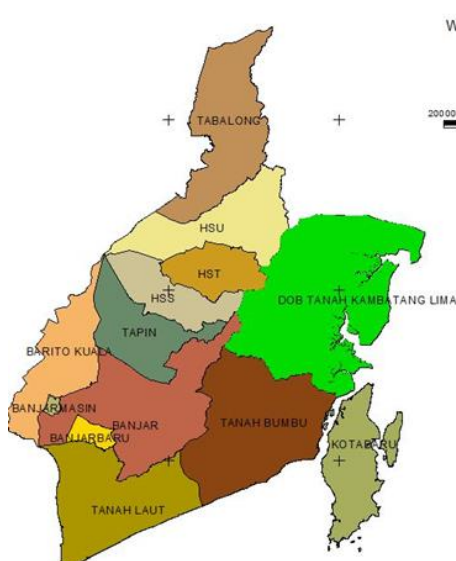 W
20000
TABALONG
HSU
HST
HSS
DOB TANAH KAMBATANG LIMA
TAPIN
BARITO KUALA
BANJARMASIN
BANJAR
TANAH BUMBU
BANJARBARU
KOTABARU
TANAH LAUT